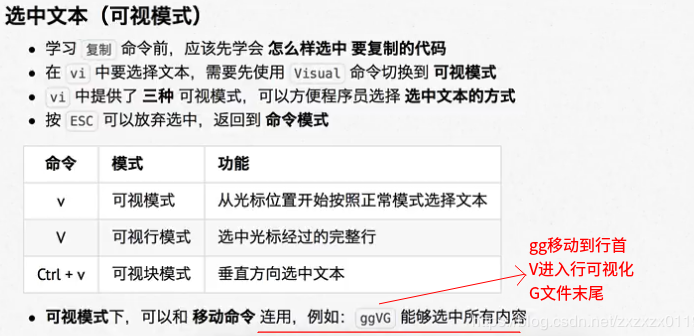 选中文本（可视模式）
• 学习 复制 命令前，应该先学会 怎么样选中 要复制的代码
• 在 vi 中要选择文本，需要先使用 Visual 命令切换到 可视模式
• vi 中提供了 三种 可视模式，可以方便程序员选择 选中文本的方式
• 按 ESC 可以放弃选中，返回到 命令模式
命令 模式 功能
v 可视模式 从光标位置开始按照正常模式选择文本
V 可视行模式 选中光标经过的完整行
Ctrl + v 可视块模式 垂直方向选中文本
gg移动到行首
V进入行可视化
G文件末尾
• 可视模式下，可以和 移动命令 连用，例如：ggVG 能够选中所有内容